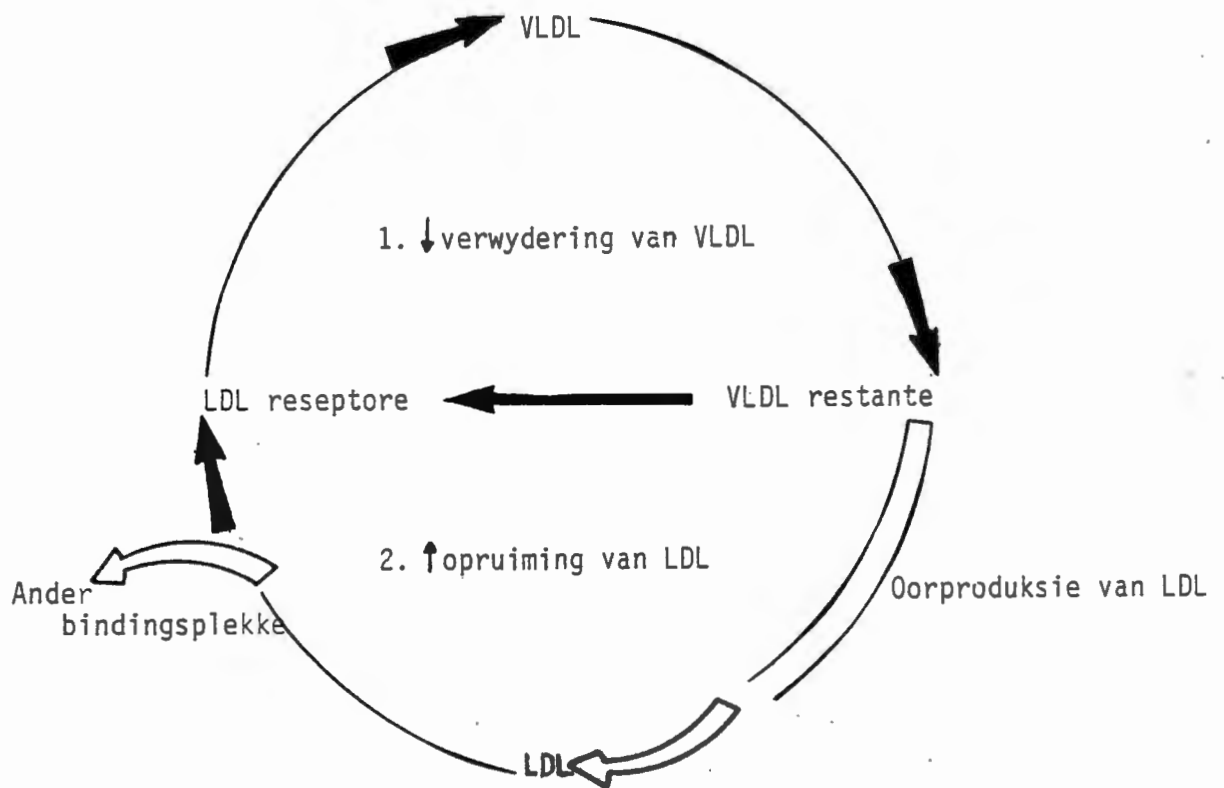 VLDL
1. ↓verwydering van VLDL
LDL reseptore
VLDL restante
2. ↑opruiming van LDL
Ander
bindingsplekke
Oorproduksie van LDL
LDL